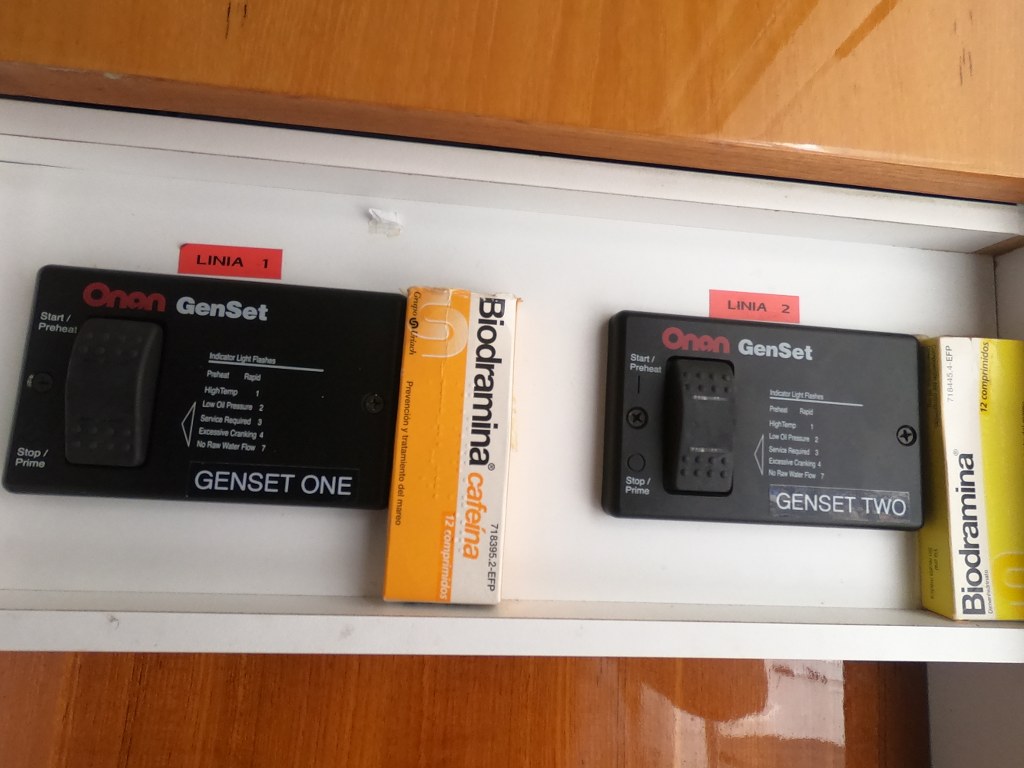 LINIA 1
Onan GenSet
Start /
Preheat
Indicator Light Flashes
Preheat Rapid
HighTemp 1
Low Oil Pressure 2
Service Required 3
Excessive Cranking 4
No Raw Water Flow 7
Stop /
Prime
GENSET ONE
Grupo Uriach
Biodramina® cafeína
Prevención y tratamiento del mareo
12 comprimidos
718395.2-EFP
LINIA 2
Onan GenSet
Start /
Preheat
Indicator Light Flashes
Preheat Rapid
HighTemp 1
Low Oil Pressure 2
Service Required 3
Excessive Cranking 4
No Raw Water Flow 7
Stop /
Prime
GENSET TWO
718445.4-EFP
12 comprimidos
Biodramina®